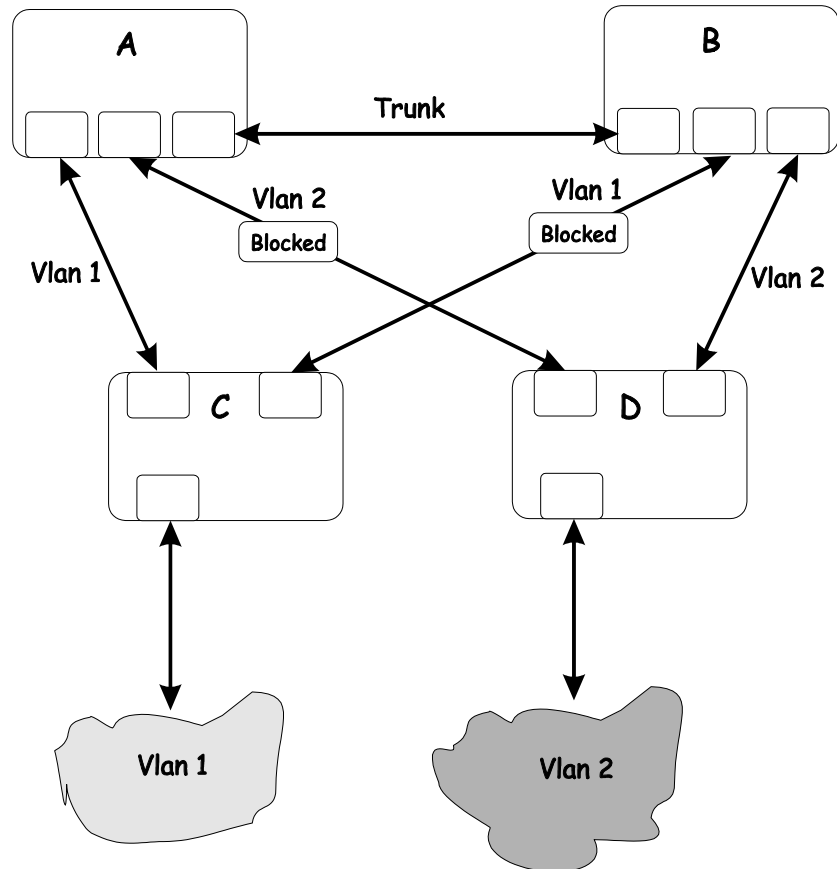 A
B
Trunk
Vlan 2
Vlan 1
Blocked
Blocked
Vlan 1
Vlan 2
C
D
Vlan 1
Vlan 2